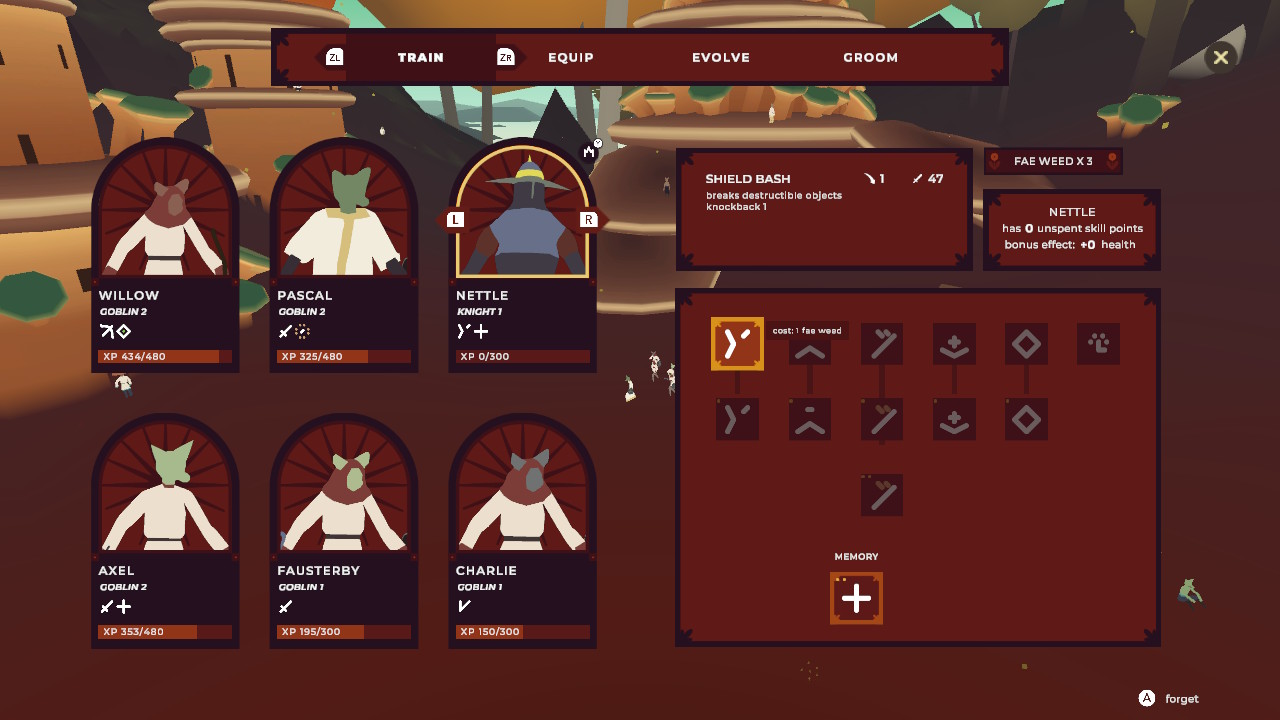 ZL
TRAIN
ZR
EQUIP
EVOLVE
GROOM
WILLOW
GOBLIN 2
XP 434/480
PASCAL
GOBLIN 2
XP 325/480
L
R
NETTLE
KNIGHT 1
XP 0/300
AXEL
GOBLIN 2
XP 353/480
FAUSTERBY
GOBLIN 1
XP 195/300
CHARLIE
GOBLIN 1
XP 150/300
SHIELD BASH
1
47
breaks destructible objects
knockback 1
FAE WEED X 3
NETTLE
has 0 unspent skill points
bonus effect: +0 health
cost: 1 fae weed
MEMORY
A
forget